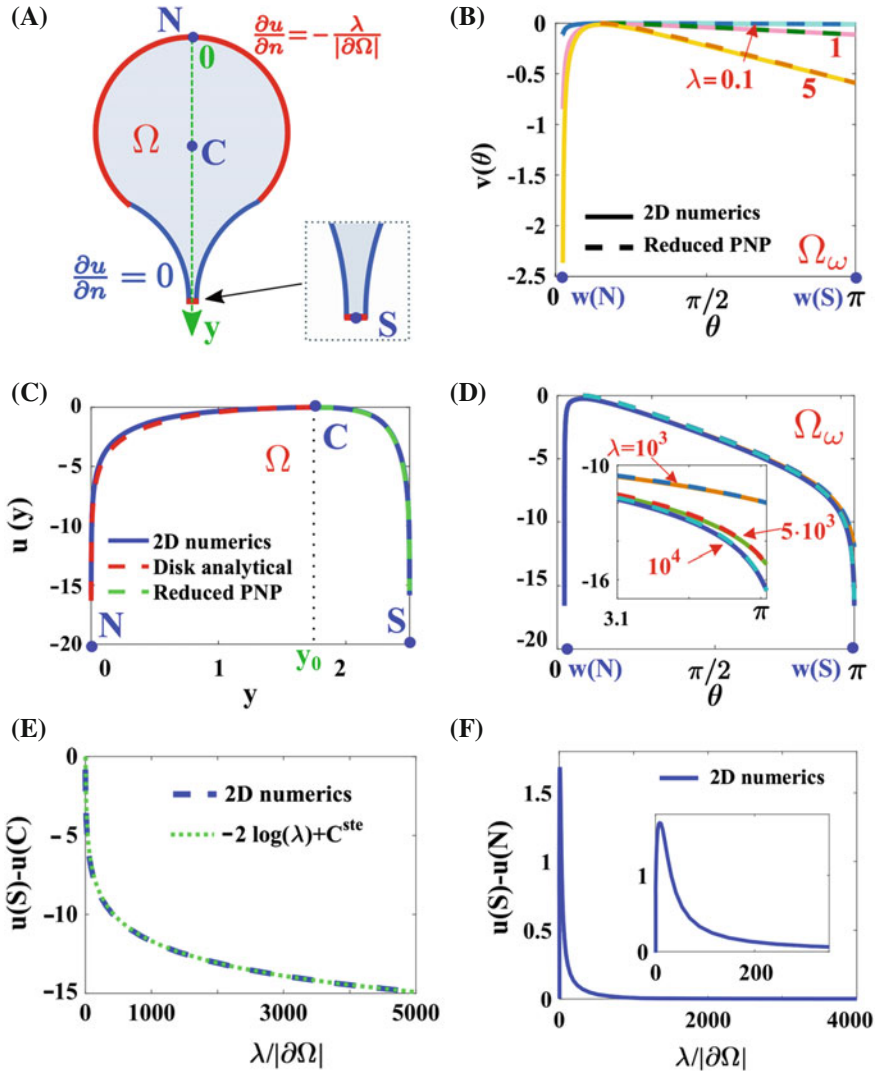 (A)
N
∂u/∂n = −λ/|∂Ω|
0
Ω
C
∂u/∂n = 0
y
S
(B)
v(θ)
0
-0.5
-1
-1.5
-2
-2.5
λ=0.1
1
5
2D numerics
Reduced PNP
Ω_ω
0
w(N)
π/2
w(S)
π
θ
(C)
u (y)
0
−5
−10
−15
−20
C
Ω
2D numerics
Disk analytical
Reduced PNP
N
S
0
1
y₀
2
y
(D)
0
-5
-10
-15
-20
Ω_ω
λ=10³
-10
5·10³
10⁴
-16
3.1
π
0
w(N)
π/2
w(S)
π
θ
(E)
u(S)-u(C)
0
−5
−10
−15
2D numerics
−2 log(λ)+Cˢᵗᵉ
0
1000
3000
5000
λ/|∂Ω|
(F)
u(S)-u(N)
1.5
1
0.5
0
2D numerics
1
0
0
200
0
2000
4000
λ/|∂Ω|